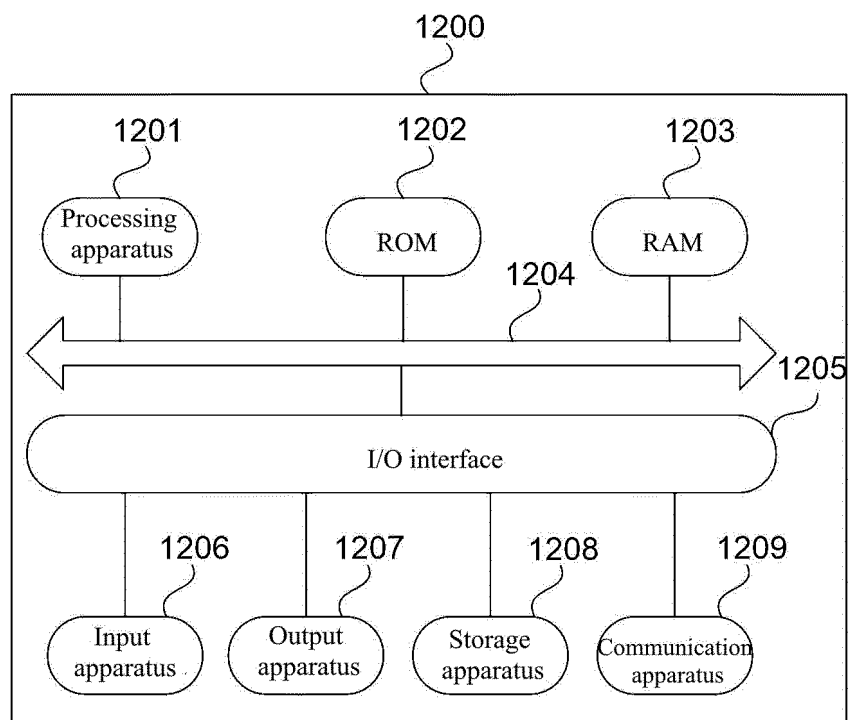 1200
1201
1202
1203
Processing
apparatus
ROM
RAM
1204
1205
I/O interface
1206
1207
1208
1209
Input
apparatus
Output
apparatus
Storage
apparatus
Communication
apparatus